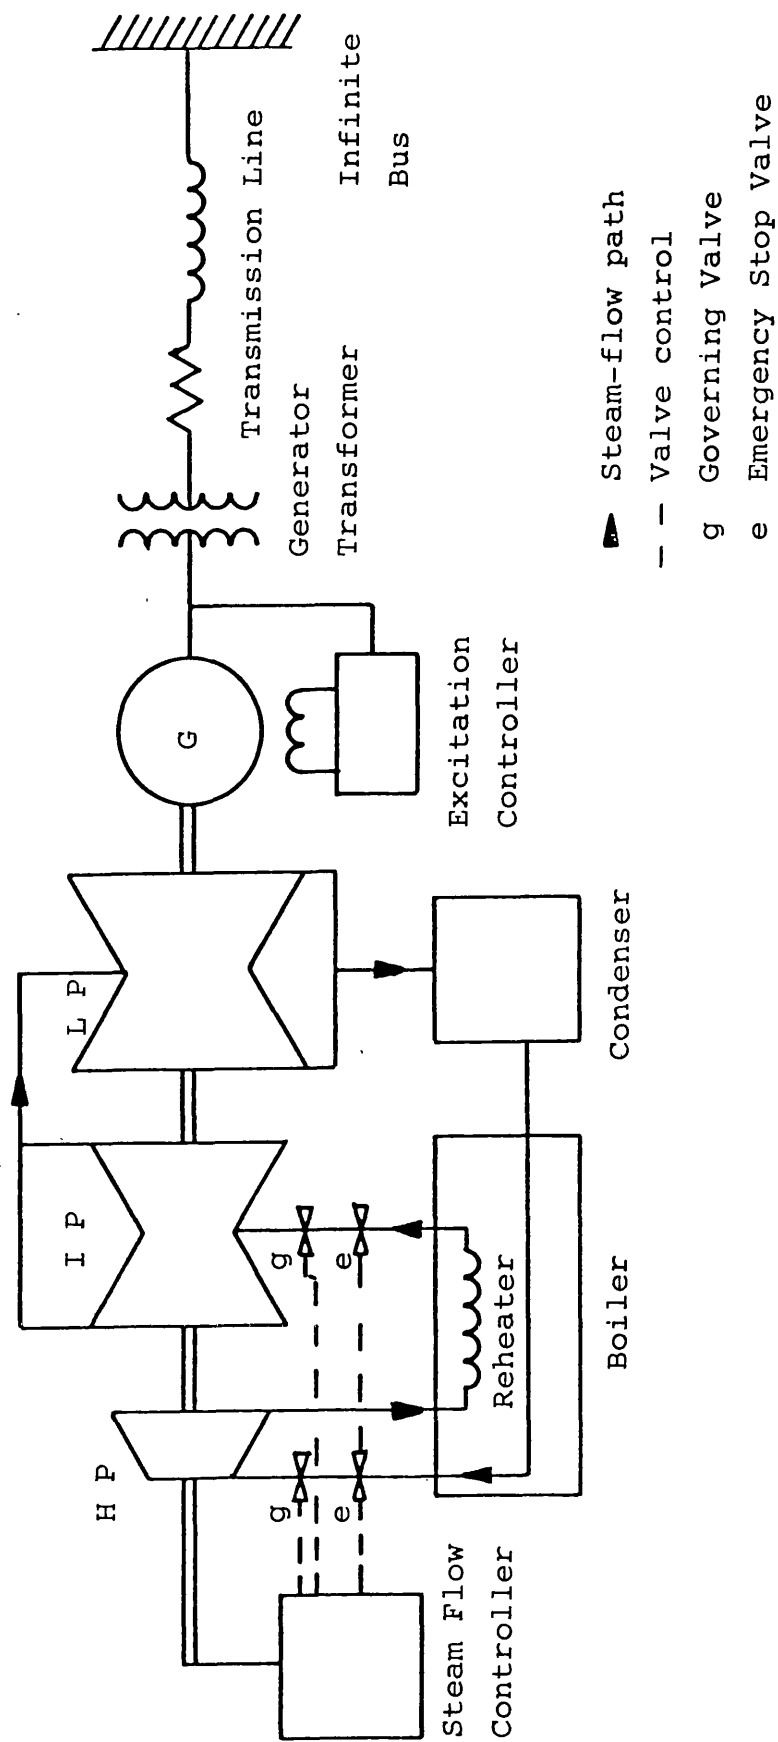 H P
I P
L P
G
g
e
g
e
Steam Flow
Controller
Reheater
Boiler
Condenser
Excitation
Controller
Generator
Transformer
Transmission Line
Infinite
Bus
Steam-flow path
Valve control
g Governing Valve
e Emergency Stop Valve